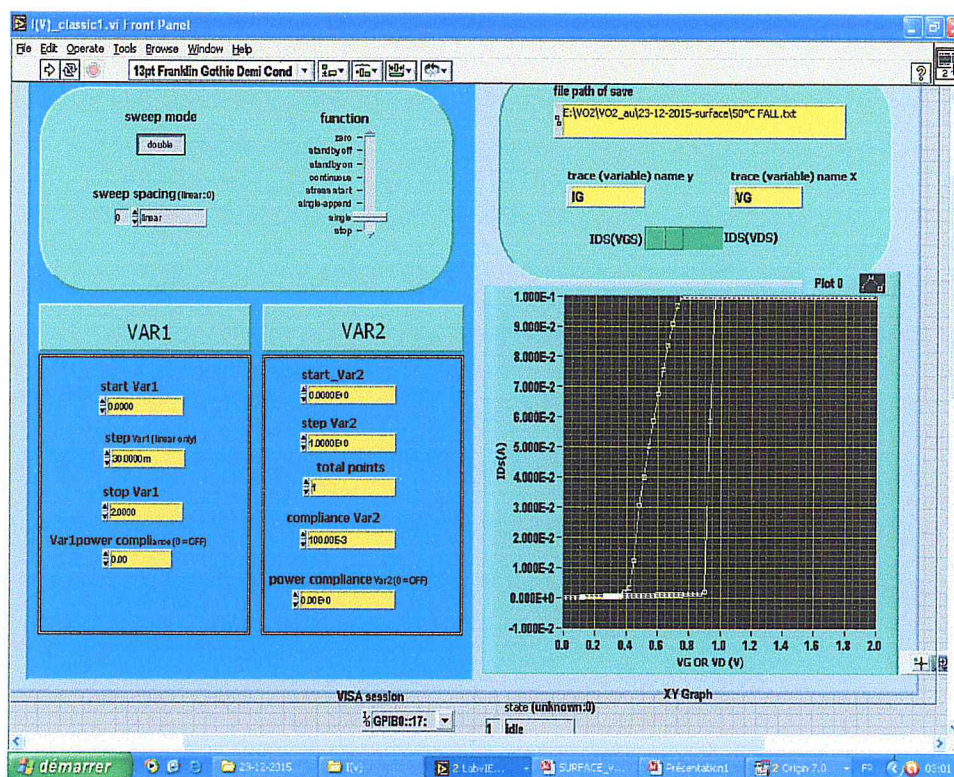 I(V)_classic1.vi Front Panel
File Edit Operate Tools Browse Window Help
13pt Franklin Gothic Demi Cond
2
sweep mode
double
sweep spacing (linear:0)
0 linear
function
zero
standby off
standby on
continuous
stress start
single-append
single
stop
file path of save
E:\VO2\VO2_au\23-12-2015-surface\50°C FALL.txt
trace (variable) name y
IG
trace (variable) name X
VG
IDS(VGS) IDS(VDS)
VAR1
start Var1
0.0000
step Var1 (linear only)
30.0000m
stop Var1
2.0000
Var1power compliance (0 = OFF)
0.00
VAR2
start_Var2
0.0000E+0
step Var2
1.0000E+0
total points
1
compliance Var2
100.00E-3
power compliance Var2 (0 = OFF)
0.00E+0
Plot 0
1.000E-1
9.000E-2
8.000E-2
7.000E-2
6.000E-2
5.000E-2
4.000E-2
3.000E-2
2.000E-2
1.000E-2
0.000E+0
-1.000E-2
IDs(A)
0.0 0.2 0.4 0.6 0.8 1.0 1.2 1.4 1.6 1.8 2.0
VG OR VD (V)
XY Graph
VISA session
GPIB0::17:
state (unknown:0)
1 idle
démarrer
23-12-2015
I(v)
2 LabVIE...
SURFACE_v...
Présentation1
2 Origin 7.0
FR
03:01